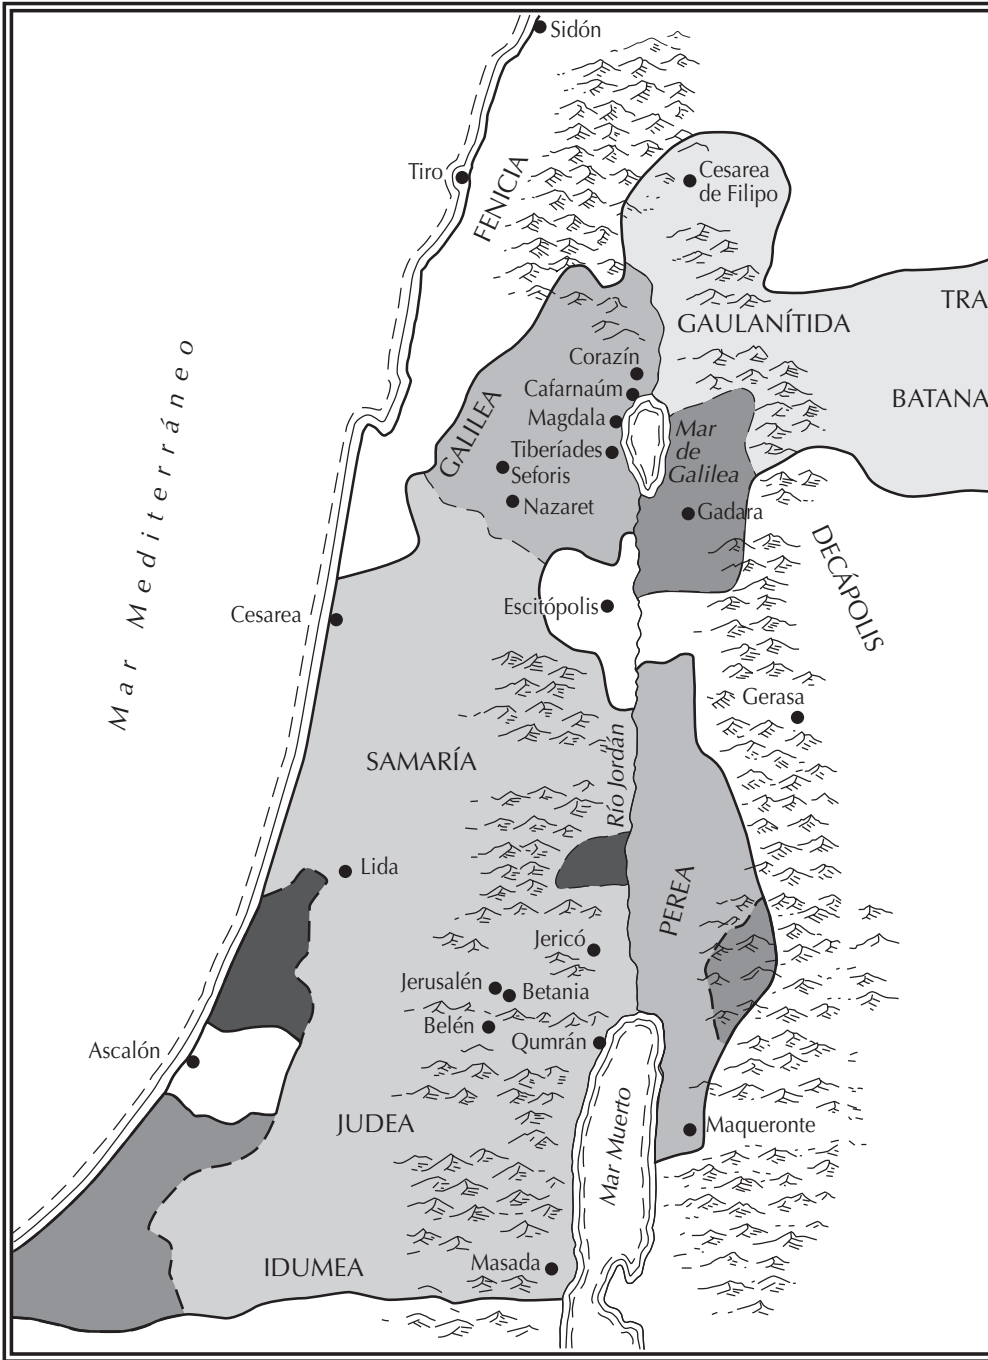 Sidón
Tiro
FENICIA
Cesarea
de Filipo
TRA
GAULANÍTIDA
Corazín
Cafarnaúm
BATANA
Magdala
GALILEA
Mar
de
Galilea
Tiberíades
Seforis
Nazaret
Gadara
Mar Mediterráneo
DECÁPOLIS
Escitópolis
Cesarea
Gerasa
SAMARÍA
Río Jordán
Lida
PEREA
Jericó
Jerusalén
Betania
Belén
Qumrán
Ascalón
JUDEA
Maqueronte
Mar Muerto
IDUMEA
Masada